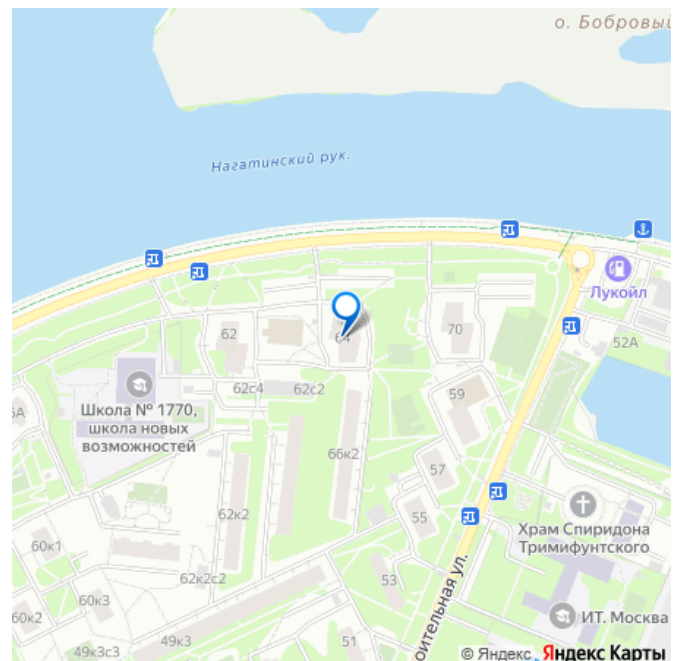 о. Бобровый
Нагатинский рук.
Лукойл
62
64
70
52А
62с4
62с2
59
Школа № 1770,
школа новых
возможностей
66к2
57
62к2
55
Храм Спиридона
Тримифунтского
60к1
62к2с2
53
60к2
60к3
ИТ. Москва
49к3с3
49к3
51
оительная ул.
© Яндекс Яндекс Карты